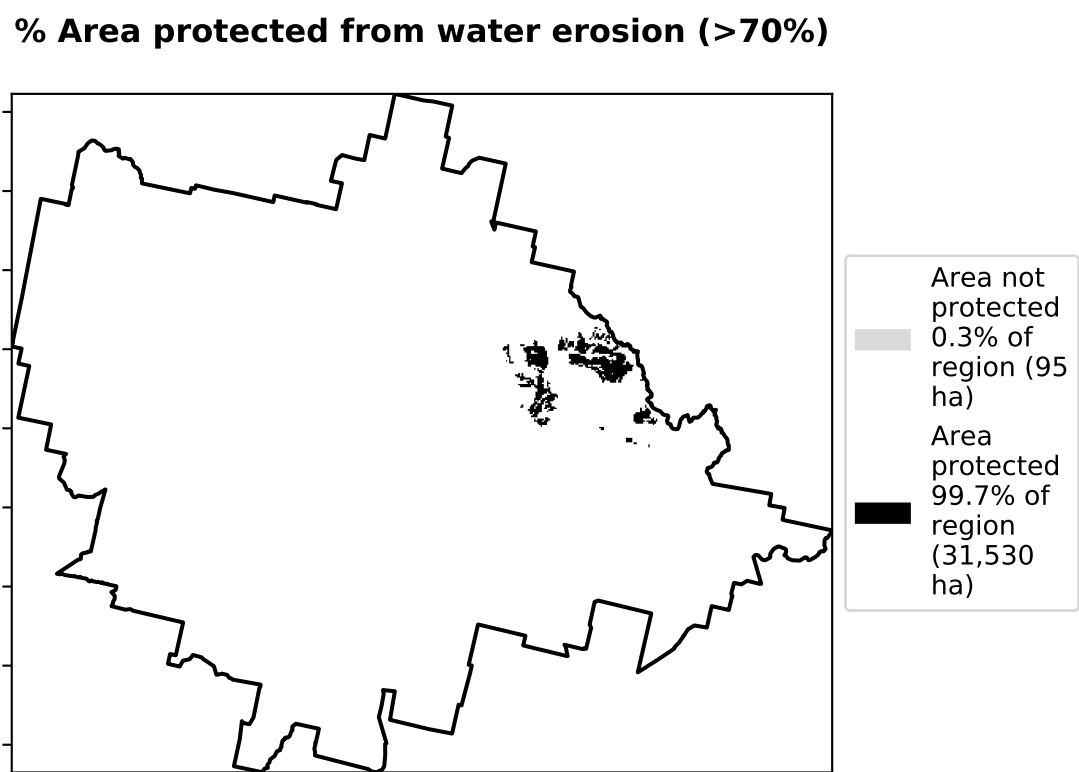 % Area protected from water erosion (>70%)
Area not
protected
0.3% of
region (95
ha)
Area
protected
99.7% of
region
(31,530
ha)